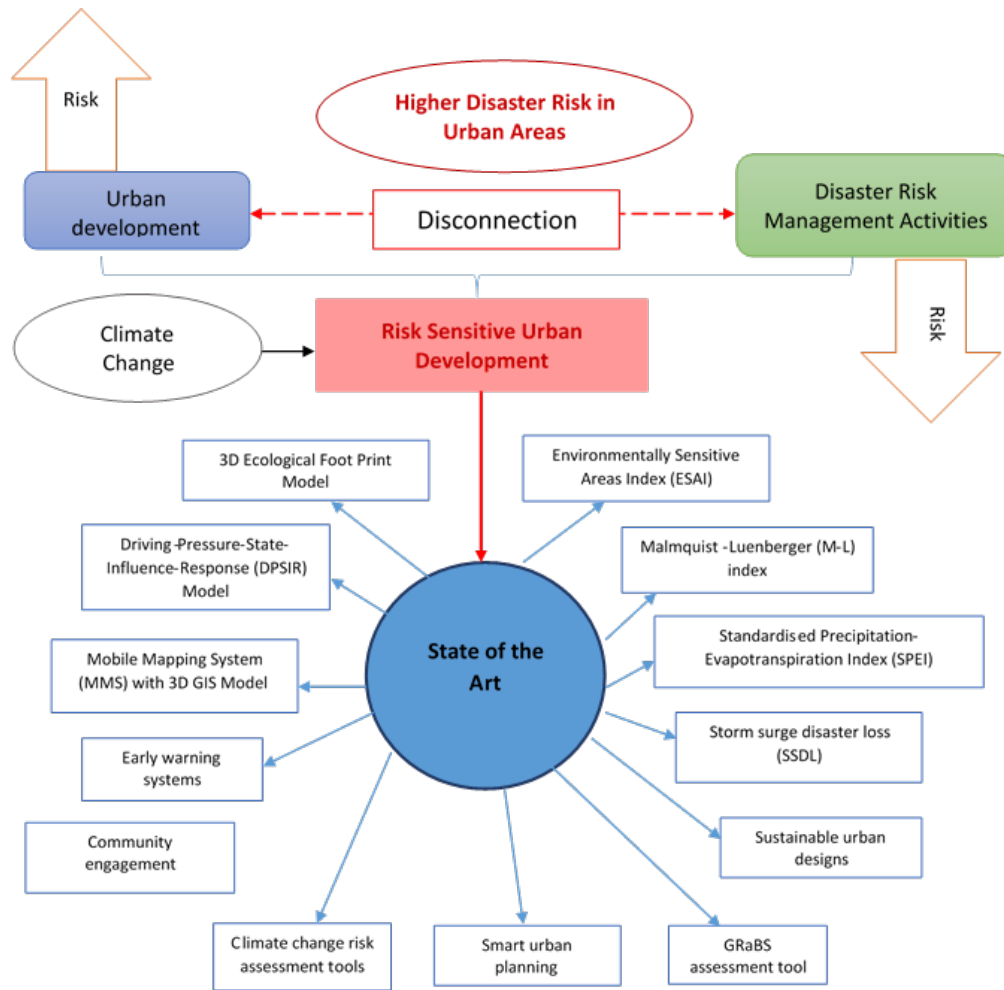 Risk
Higher Disaster Risk in
Urban Areas
Urban
development
Disconnection
Disaster Risk
Management Activities
Climate
Change
Risk Sensitive Urban
Development
Risk
3D Ecological Foot Print
Model
Environmentally Sensitive
Areas Index (ESAI)
Driving-Pressure-State-
Influence-Response (DPSIR)
Model
Malmquist -Luenberger (M-L)
index
State of the
Art
Mobile Mapping System
(MMS) with 3D GIS Model
Standardised Precipitation-
Evapotranspiration Index (SPEI)
Early warning
systems
Storm surge disaster loss
(SSDL)
Community
engagement
Sustainable urban
designs
Climate change risk
assessment tools
Smart urban
planning
GRaBS
assessment tool